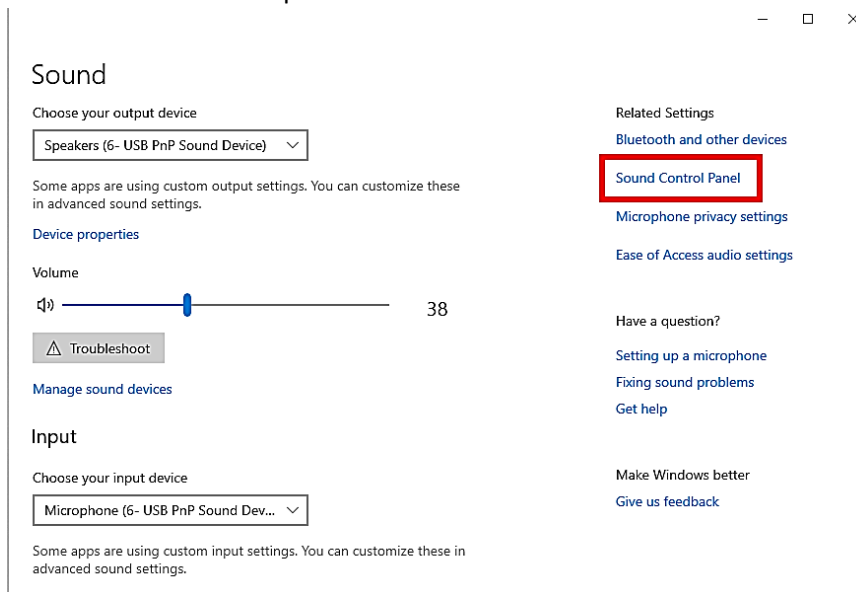 Sound
Choose your output device
Speakers (6- USB PnP Sound Device)
Some apps are using custom output settings. You can customize these
in advanced sound settings.
Device properties
Volume
38
Troubleshoot
Manage sound devices
Input
Choose your input device
Microphone (6- USB PnP Sound Dev...
Some apps are using custom input settings. You can customize these in
advanced sound settings.
Related Settings
Bluetooth and other devices
Sound Control Panel
Microphone privacy settings
Ease of Access audio settings
Have a question?
Setting up a microphone
Fixing sound problems
Get help
Make Windows better
Give us feedback